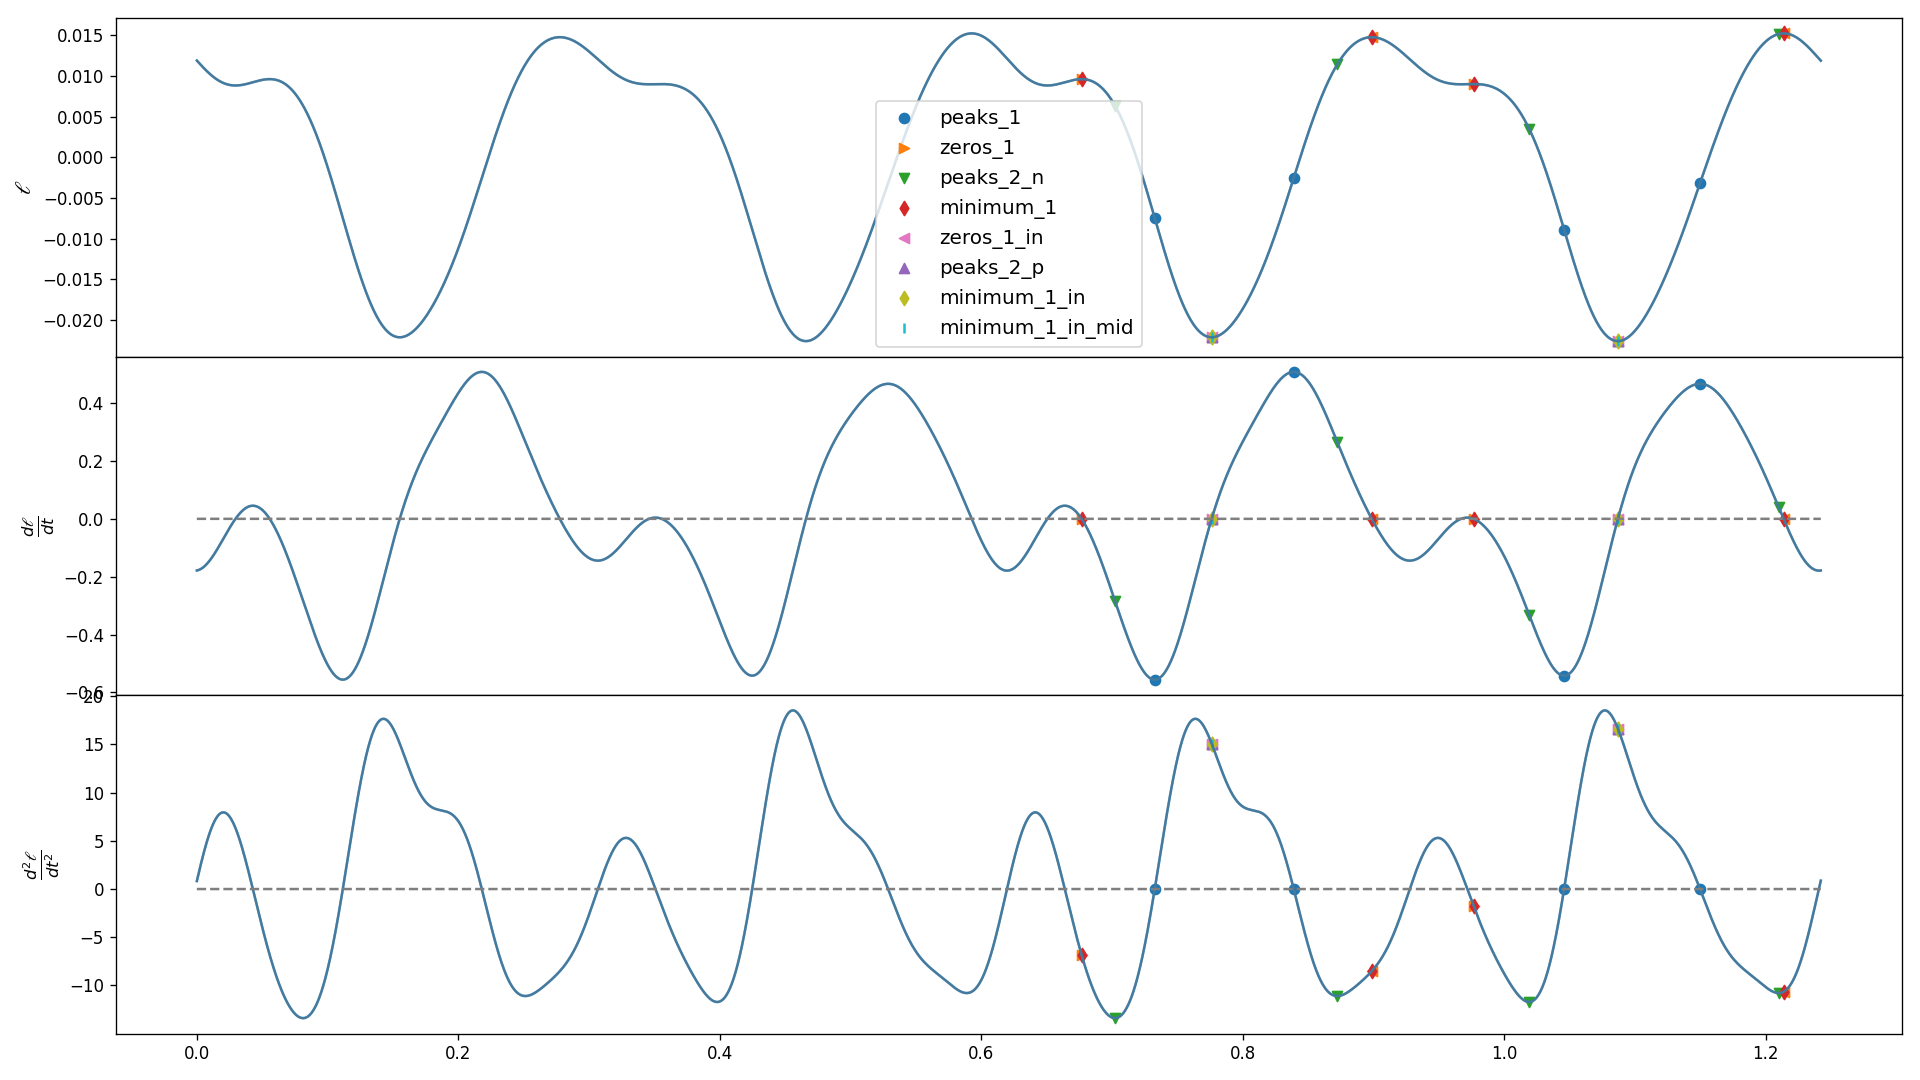 0.015
0.010
0.005
0.000
−0.005
−0.010
−0.015
−0.020
ℓ
peaks_1
zeros_1
peaks_2_n
minimum_1
zeros_1_in
peaks_2_p
minimum_1_in
minimum_1_in_mid
0.4
0.2
0.0
−0.2
−0.4
−0.6
dℓ
dt
20
15
10
5
0
−5
−10
d²ℓ
dt²
0.0 0.2 0.4 0.6 0.8 1.0 1.2